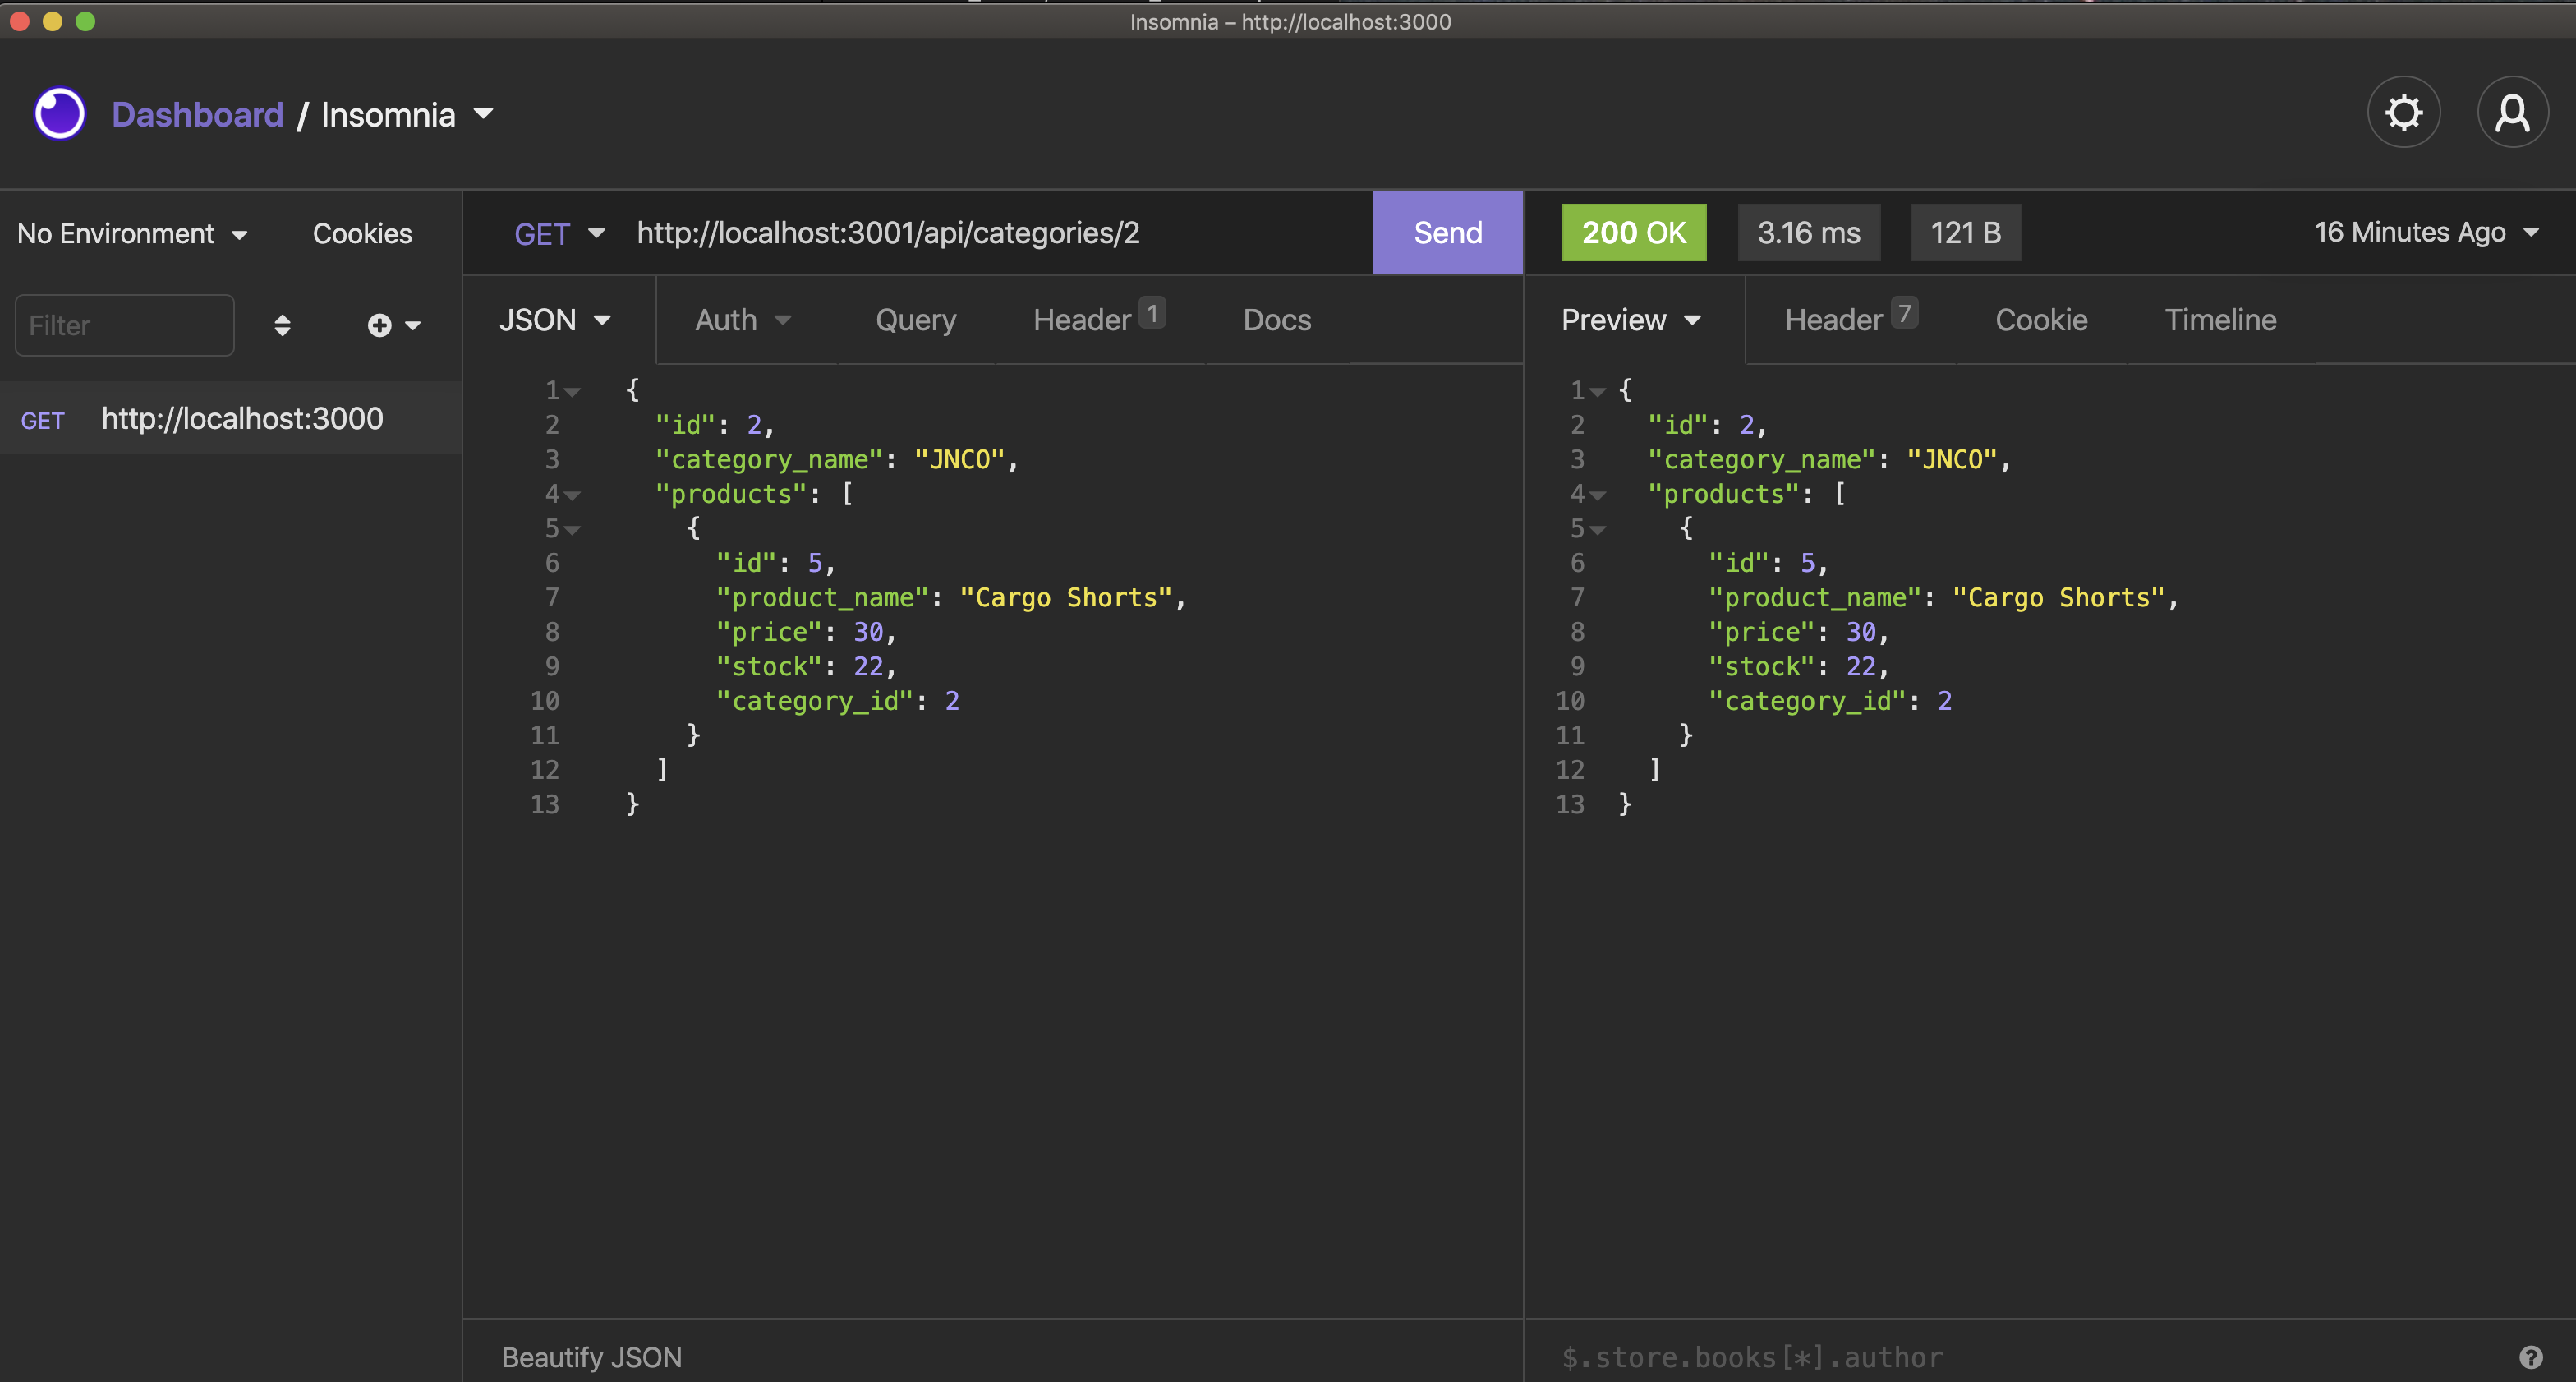 Insomnia – http://localhost:3000
Dashboard / Insomnia
No Environment
Cookies
GET http://localhost:3001/api/categories/2
Send
200 OK
3.16 ms
121 B
16 Minutes Ago
Filter
GET http://localhost:3000
JSON
Auth
Query
Header 1
Docs
1 {
2 "id": 2,
3 "category_name": "JNCO",
4 "products": [
5 {
6 "id": 5,
7 "product_name": "Cargo Shorts",
8 "price": 30,
9 "stock": 22,
10 "category_id": 2
11 }
12 ]
13 }
Beautify JSON
Preview
Header 7
Cookie
Timeline
1 {
2 "id": 2,
3 "category_name": "JNCO",
4 "products": [
5 {
6 "id": 5,
7 "product_name": "Cargo Shorts",
8 "price": 30,
9 "stock": 22,
10 "category_id": 2
11 }
12 ]
13 }
$.store.books[*].author